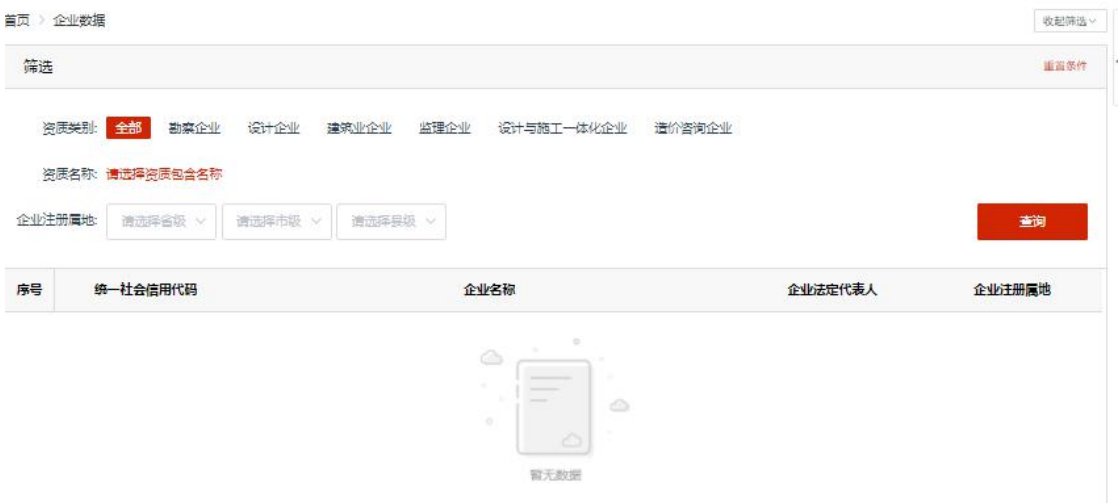 首页 > 企业数据 收起筛选
筛选 重置条件
资质类别: 全部 勘察企业 设计企业 建筑业企业 监理企业 设计与施工一体化企业 造价咨询企业
资质名称: 请选择资质包含名称
企业注册属地: 请选择省级 请选择市级 请选择县级 查询
序号 统一社会信用代码 企业名称 企业法定代表人 企业注册属地
暂无数据